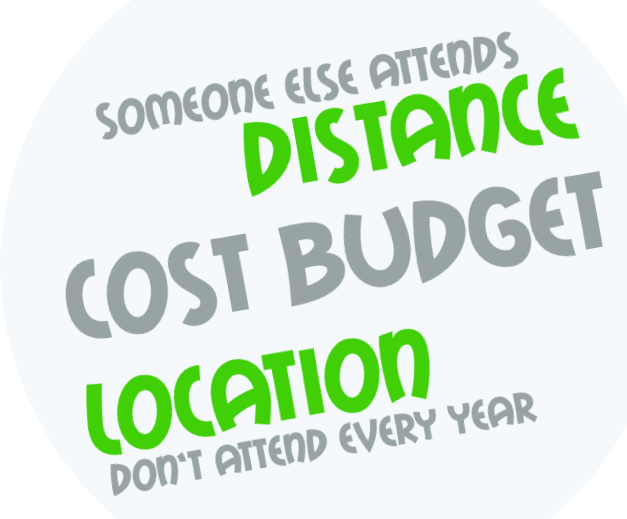 SOMEONE ELSE ATTENDS
DISTANCE
COST BUDGET
LOCATION
DON'T ATTEND EVERY YEAR